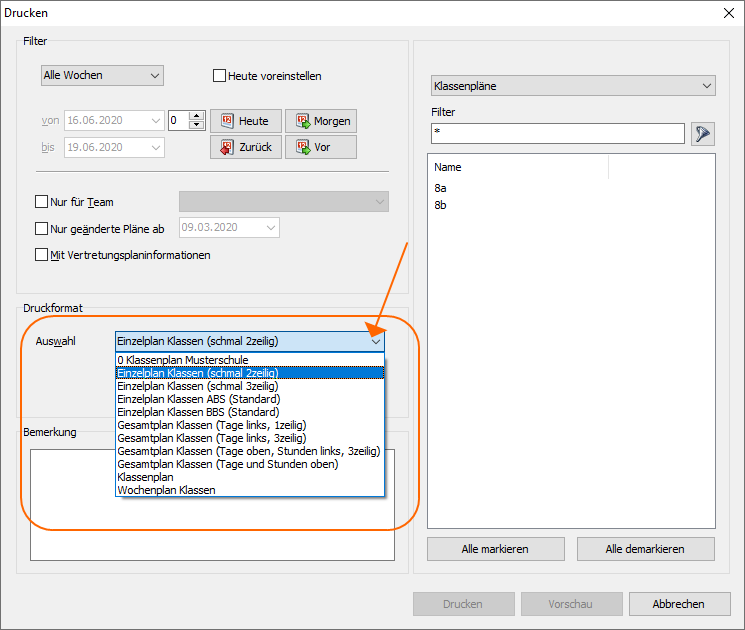 Drucken
Filter
Alle Wochen
Heute voreinstellen
von 16.06.2020 0 Heute Morgen
bis 19.06.2020 Zurück Vor
Nur für Team
Nur geänderte Pläne ab 09.03.2020
Mit Vertretungsplaninformationen
Druckformat
Auswahl Einzelplan Klassen (schmal 2zeilig)
0 Klassenplan Musterschule
Einzelplan Klassen (schmal 2zeilig)
Einzelplan Klassen (schmal 3zeilig)
Einzelplan Klassen ABS (Standard)
Einzelplan Klassen BBS (Standard)
Gesamtplan Klassen (Tage links, 1zeilig)
Gesamtplan Klassen (Tage links, 3zeilig)
Gesamtplan Klassen (Tage oben, Stunden links, 3zeilig)
Gesamtplan Klassen (Tage und Stunden oben)
Klassenplan
Wochenplan Klassen
Bemerkung
Klassenpläne
Filter
*
Name
8a
8b
Alle markieren Alle demarkieren
Drucken Vorschau Abbrechen